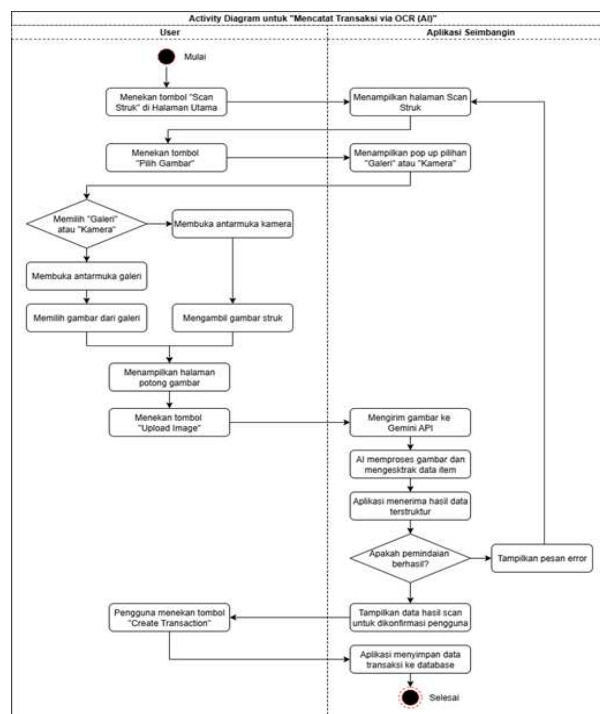 Activity Diagram untuk "Mencatat Transaksi via OCR (AI)"
User
Aplikasi Seimbangin
Mulai
Menekan tombol "Scan
Struk" di Halaman Utama
Menampilkan halaman Scan
Struk
Menekan tombol
"Pilih Gambar"
Menampilkan pop up pilihan
"Galeri" atau "Kamera"
Memilih "Galeri"
atau "Kamera"
Membuka antarmuka kamera
Membuka antarmuka galeri
Memilih gambar dari galeri
Mengambil gambar struk
Menampilkan halaman
potong gambar
Menekan tombol
"Upload Image"
Mengirim gambar ke
Gemini API
AI memproses gambar dan
mengesktrak data item
Aplikasi menerima hasil data
terstruktur
Apakah pemindaian
berhasil?
Tampilkan pesan error
Pengguna menekan tombol
"Create Transaction"
Tampilkan data hasil scan
untuk dikonfirmasi pengguna
Aplikasi menyimpan data
transaksi ke database
Selesai